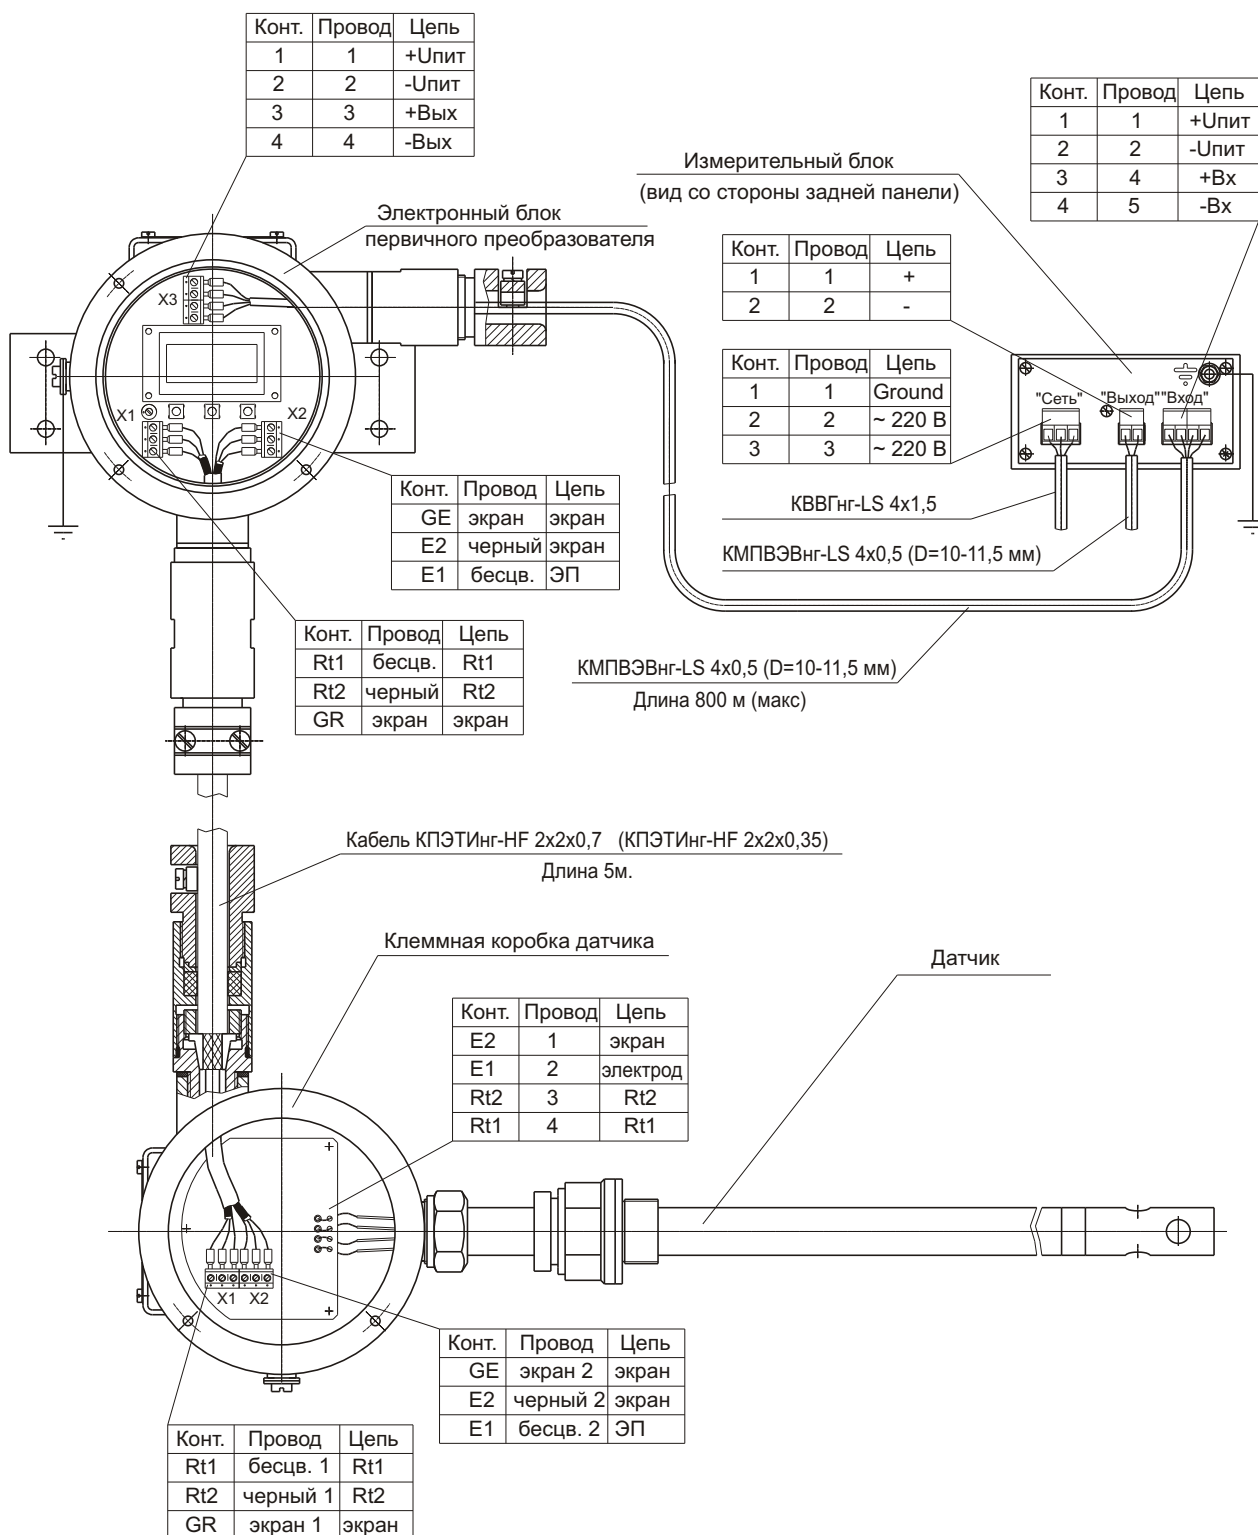 Конт. Провод Цепь
1 1 +Uпит
2 2 -Uпит
3 3 +Вых
4 4 -Вых
Конт. Провод Цепь
1 1 +Uпит
2 2 -Uпит
3 4 +Вх
4 5 -Вх
Измерительный блок
(вид со стороны задней панели)
Электронный блок
первичного преобразователя
Конт. Провод Цепь
1 1 +
2 2 -
X3
Конт. Провод Цепь
1 1 Ground
2 2 ~ 220 В
3 3 ~ 220 В
"Сеть" "Выход" "Вход"
X1 X2
Конт. Провод Цепь
GE экран экран
E2 черный экран
E1 бесцв. ЭП
КВВГнг-LS 4х1,5
КМПВЭВнг-LS 4х0,5 (D=10-11,5 мм)
Конт. Провод Цепь
Rt1 бесцв. Rt1
Rt2 черный Rt2
GR экран экран
КМПВЭВнг-LS 4х0,5 (D=10-11,5 мм)
Длина 800 м (макс)
Кабель КПЭТИнг-HF 2х2х0,7 (КПЭТИнг-HF 2х2х0,35)
Длина 5м.
Клеммная коробка датчика
Датчик
Конт. Провод Цепь
E2 1 экран
E1 2 электрод
Rt2 3 Rt2
Rt1 4 Rt1
X1 X2
Конт. Провод Цепь
GE экран 2 экран
E2 черный 2 экран
E1 бесцв. 2 ЭП
Конт. Провод Цепь
Rt1 бесцв. 1 Rt1
Rt2 черный 1 Rt2
GR экран 1 экран